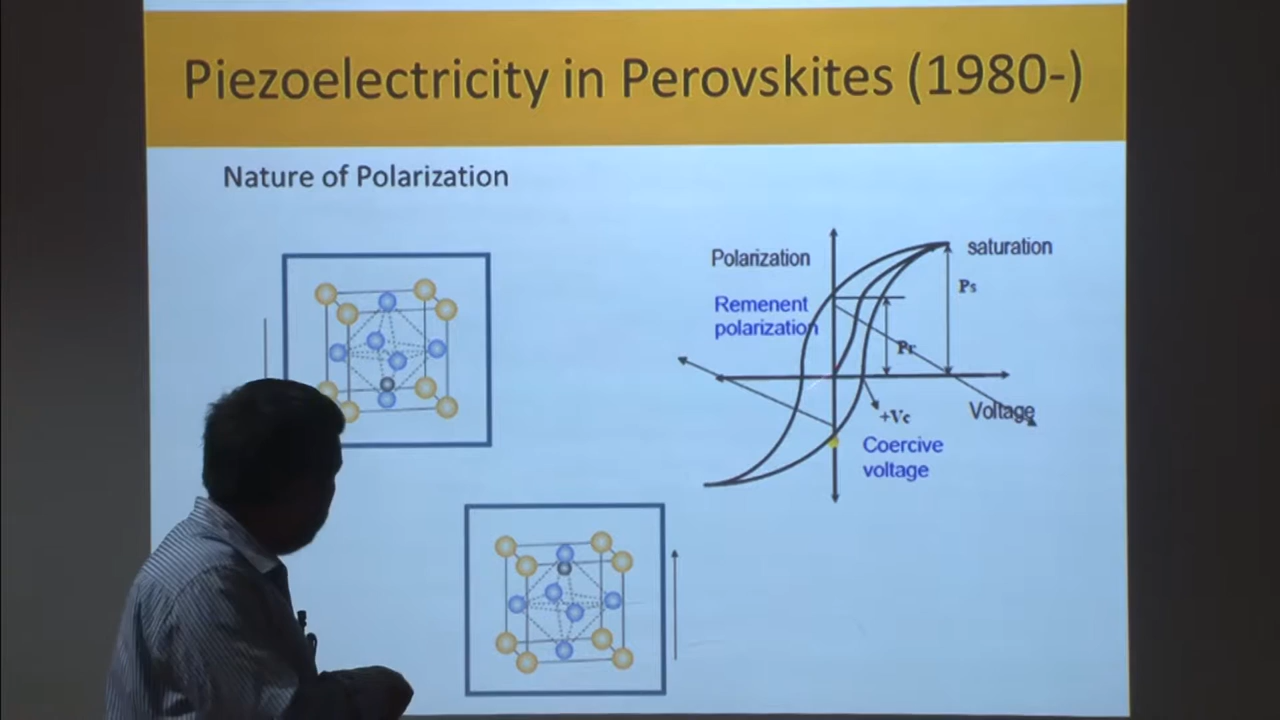 Piezoelectricity in Perovskites (1980-)
Nature of Polarization
Polarization
saturation
Remenent
polarization
Ps
Pr
+Vc
Voltage
Coercive
voltage